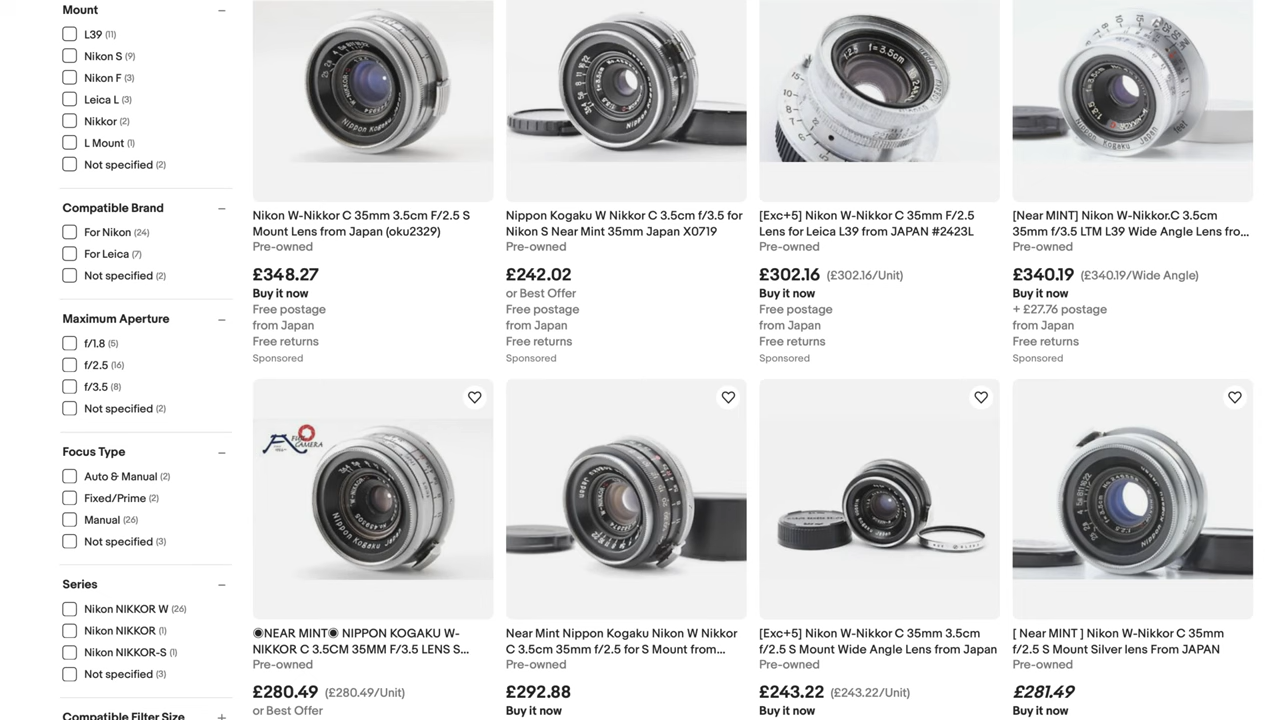 Mount
L39 (11)
Nikon S (9)
Nikon F (3)
Leica L (3)
Nikkor (2)
L Mount (1)
Not specified (2)
Compatible Brand
For Nikon (24)
For Leica (7)
Not specified (2)
Maximum Aperture
f/1.8 (5)
f/2.5 (16)
f/3.5 (8)
Not specified (2)
Focus Type
Auto & Manual (2)
Fixed/Prime (2)
Manual (26)
Not specified (3)
Series
Nikon NIKKOR W (26)
Nikon NIKKOR (1)
Nikon NIKKOR-S (1)
Not specified (3)
Compatible Filter Size
Nikon W-Nikkor C 35mm 3.5cm F/2.5 S
Mount Lens from Japan (oku2329)
Pre-owned
£348.27
Buy it now
Free postage
from Japan
Free returns
Sponsored
Nippon Kogaku W Nikkor C 3.5cm f/3.5 for
Nikon S Near Mint 35mm Japan X0719
Pre-owned
£242.02
or Best Offer
Free postage
from Japan
Free returns
Sponsored
[Exc+5] Nikon W-Nikkor C 35mm F/2.5
Lens for Leica L39 from JAPAN #2423L
Pre-owned
£302.16 (£302.16/Unit)
Buy it now
Free postage
from Japan
Free returns
Sponsored
[Near MINT] Nikon W-Nikkor.C 3.5cm
35mm f/3.5 LTM L39 Wide Angle Lens fro...
Pre-owned
£340.19 (£340.19/Wide Angle)
Buy it now
+ £27.76 postage
from Japan
Free returns
Sponsored
◉NEAR MINT◉ NIPPON KOGAKU W-
NIKKOR C 3.5CM 35MM F/3.5 LENS S...
Pre-owned
£280.49 (£280.49/Unit)
or Best Offer
Near Mint Nippon Kogaku Nikon W Nikkor
C 3.5cm 35mm f/2.5 for S Mount from...
Pre-owned
£292.88
Buy it now
[Exc+5] Nikon W-Nikkor C 35mm 3.5cm
f/2.5 S Mount Wide Angle Lens from Japan
Pre-owned
£243.22 (£243.22/Unit)
Buy it now
[ Near MINT ] Nikon W-Nikkor C 35mm
f/2.5 S Mount Silver lens From JAPAN
Pre-owned
£281.49
Buy it now